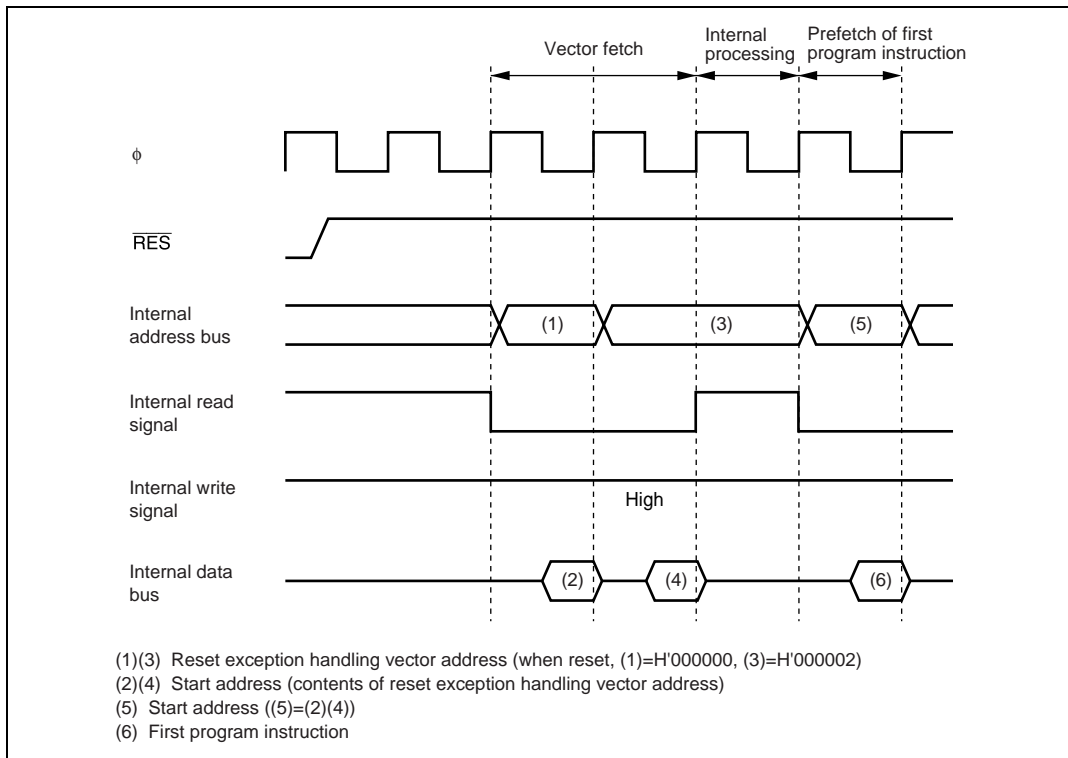 Vector fetch
Internal
processing
Prefetch of first
program instruction
ϕ
RES
Internal
address bus
(1)
(3)
(5)
Internal read
signal
Internal write
signal
High
Internal data
bus
(2)
(4)
(6)
(1)(3) Reset exception handling vector address (when reset, (1)=H'000000, (3)=H'000002)
(2)(4) Start address (contents of reset exception handling vector address)
(5) Start address ((5)=(2)(4))
(6) First program instruction